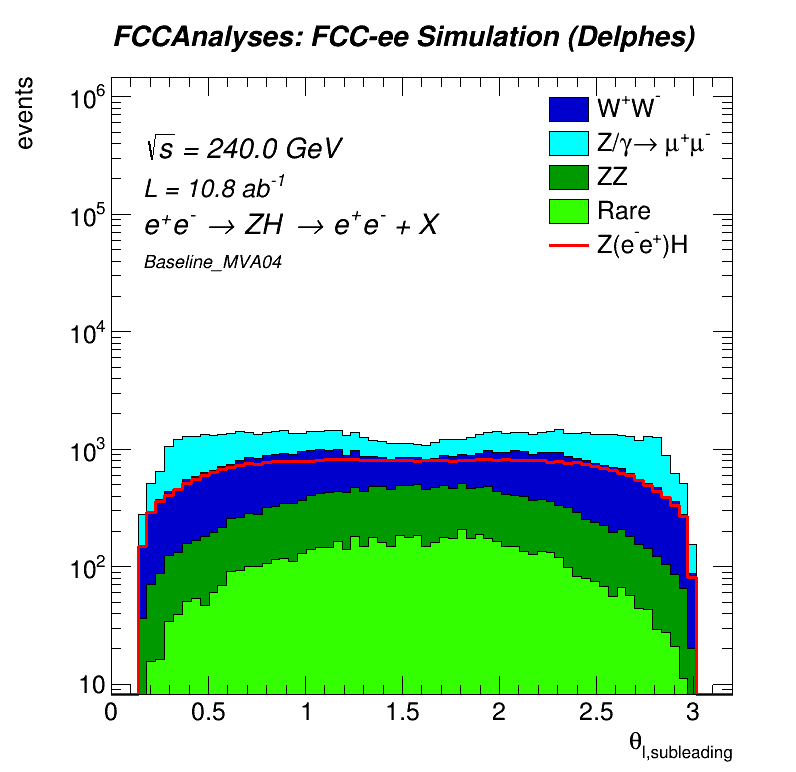 FCCAnalyses: FCC-ee Simulation (Delphes)
events
√s = 240.0 GeV
L = 10.8 ab⁻¹
e⁺e⁻ → ZH → e⁺e⁻ + X
Baseline_MVA04
W⁺W⁻
Z/γ→ μ⁺μ⁻
ZZ
Rare
Z(e⁻e⁺)H
10⁶
10⁵
10⁴
10³
10²
10
0 0.5 1 1.5 2 2.5 3
θl,subleading